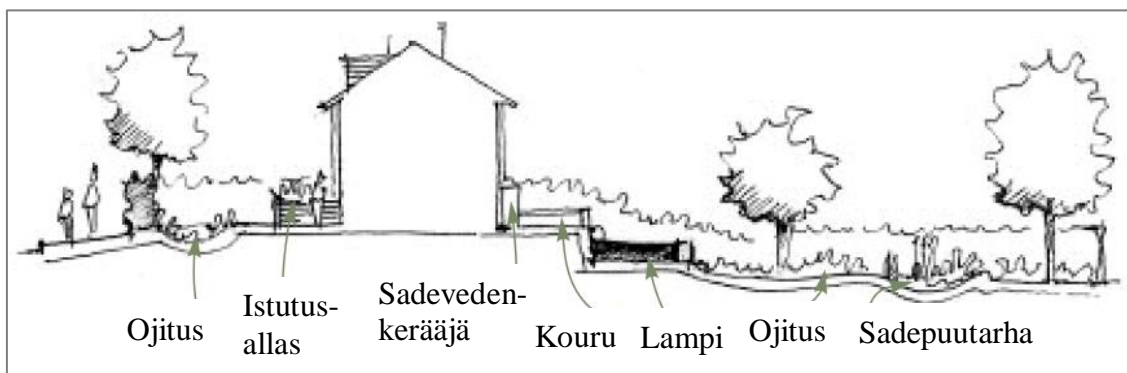 Ojitus
Istutus-
allas
Sadeveden-
kerääjä
Kouru
Lampi
Ojitus
Sadepuutarha